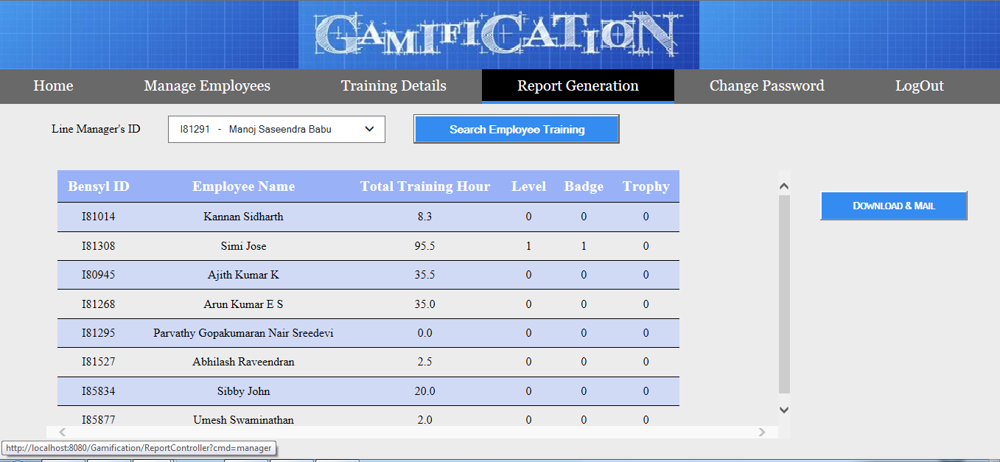 GAMIFICATION
Home Manage Employees Training Details Report Generation Change Password LogOut
Line Manager's ID I81291 - Manoj Saseendra Babu Search Employee Training
Bensyl ID Employee Name Total Training Hour Level Badge Trophy
DOWNLOAD & MAIL
I81014 Kannan Sidharth 8.3 0 0 0
I81308 Simi Jose 95.5 1 1 0
I80945 Ajith Kumar K 35.5 0 0 0
I81268 Arun Kumar E S 35.0 0 0 0
I81295 Parvathy Gopakumaran Nair Sreedevi 0.0 0 0 0
I81527 Abhilash Raveendran 2.5 0 0 0
I85834 Sibby John 20.0 0 0 0
I85877 Umesh Swaminathan 2.0 0 0 0
http://localhost:8080/Gamification/ReportController?cmd=manager